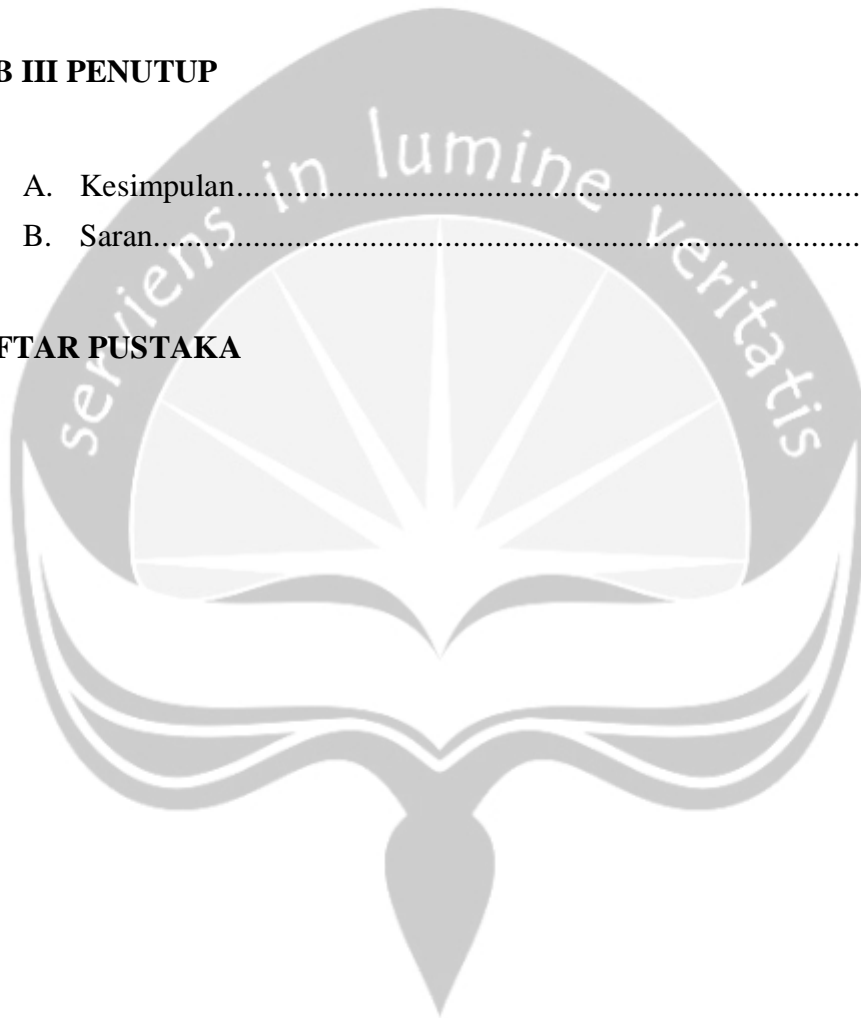 B III PENUTUP
serviens in lumine veritatis
A. Kesimpulan................................................................................
B. Saran................................................................................
FTAR PUSTAKA